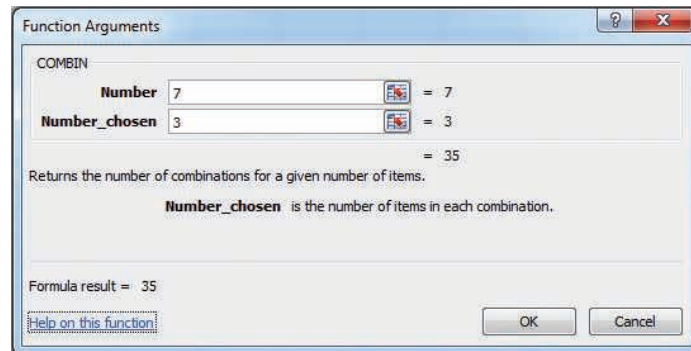 Function Arguments
COMBIN
Number 7 = 7
Number_chosen 3 = 3
= 35
Returns the number of combinations for a given number of items.
Number_chosen is the number of items in each combination.
Formula result = 35
Help on this function
OK Cancel